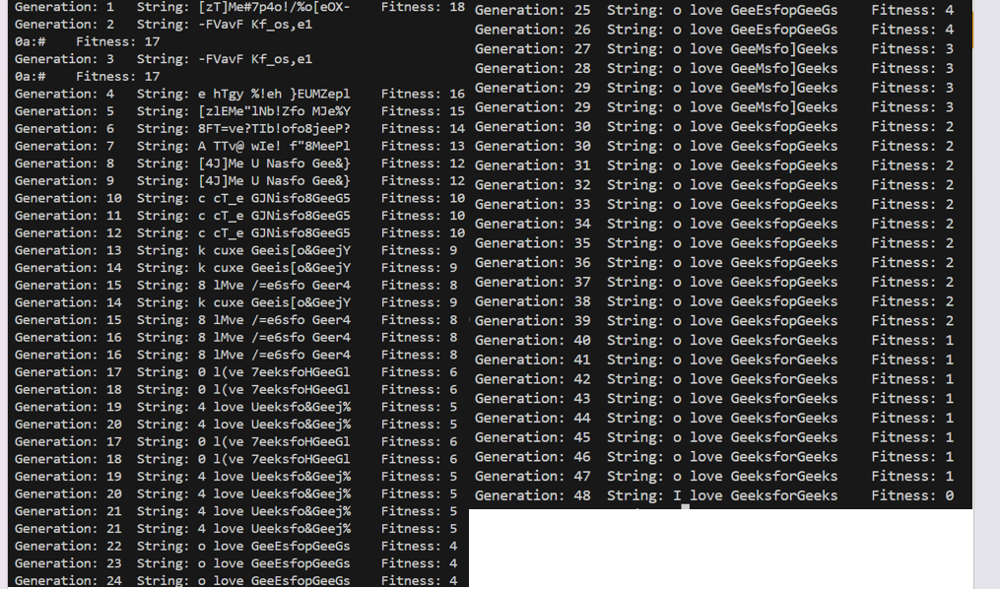 Generation: 1 String: [zT]Me#7p4o!/%o[eOX- Fitness: 18
Generation: 2 String: -FVavF Kf_os,e1
0a:# Fitness: 17
Generation: 3 String: -FVavF Kf_os,e1
0a:# Fitness: 17
Generation: 4 String: e hTgy %!eh }EUMZepl Fitness: 16
Generation: 5 String: [zlEMe"lNb!Zfo MJe%Y Fitness: 15
Generation: 6 String: 8FT=ve?TIb!ofo8jeeP? Fitness: 14
Generation: 7 String: A TTv@ wIe! f"8MeePl Fitness: 13
Generation: 8 String: [4J]Me U Nasfo Gee&} Fitness: 12
Generation: 9 String: [4J]Me U Nasfo Gee&} Fitness: 12
Generation: 10 String: c cT_e GJNisfo8GeeG5 Fitness: 10
Generation: 11 String: c cT_e GJNisfo8GeeG5 Fitness: 10
Generation: 12 String: c cT_e GJNisfo8GeeG5 Fitness: 10
Generation: 13 String: k cuxe Geeis[o&GeejY Fitness: 9
Generation: 14 String: k cuxe Geeis[o&GeejY Fitness: 9
Generation: 15 String: 8 lMve /=e6sfo Geer4 Fitness: 8
Generation: 14 String: k cuxe Geeis[o&GeejY Fitness: 9
Generation: 15 String: 8 lMve /=e6sfo Geer4 Fitness: 8
Generation: 16 String: 8 lMve /=e6sfo Geer4 Fitness: 8
Generation: 16 String: 8 lMve /=e6sfo Geer4 Fitness: 8
Generation: 17 String: 0 l(ve 7eeksfoHGeeGl Fitness: 6
Generation: 18 String: 0 l(ve 7eeksfoHGeeGl Fitness: 6
Generation: 19 String: 4 love Ueeksfo&Geej% Fitness: 5
Generation: 20 String: 4 love Ueeksfo&Geej% Fitness: 5
Generation: 17 String: 0 l(ve 7eeksfoHGeeGl Fitness: 6
Generation: 18 String: 0 l(ve 7eeksfoHGeeGl Fitness: 6
Generation: 19 String: 4 love Ueeksfo&Geej% Fitness: 5
Generation: 20 String: 4 love Ueeksfo&Geej% Fitness: 5
Generation: 21 String: 4 love Ueeksfo&Geej% Fitness: 5
Generation: 21 String: 4 love Ueeksfo&Geej% Fitness: 5
Generation: 22 String: o love GeeEsfopGeeGs Fitness: 4
Generation: 23 String: o love GeeEsfopGeeGs Fitness: 4
Generation: 24 String: o love GeeEsfopGeeGs Fitness: 4
Generation: 25 String: o love GeeEsfopGeeGs Fitness: 4
Generation: 26 String: o love GeeEsfopGeeGs Fitness: 4
Generation: 27 String: o love GeeMsfo]Geeks Fitness: 3
Generation: 28 String: o love GeeMsfo]Geeks Fitness: 3
Generation: 29 String: o love GeeMsfo]Geeks Fitness: 3
Generation: 29 String: o love GeeMsfo]Geeks Fitness: 3
Generation: 30 String: o love GeeksfopGeeks Fitness: 2
Generation: 30 String: o love GeeksfopGeeks Fitness: 2
Generation: 31 String: o love GeeksfopGeeks Fitness: 2
Generation: 32 String: o love GeeksfopGeeks Fitness: 2
Generation: 33 String: o love GeeksfopGeeks Fitness: 2
Generation: 34 String: o love GeeksfopGeeks Fitness: 2
Generation: 35 String: o love GeeksfopGeeks Fitness: 2
Generation: 36 String: o love GeeksfopGeeks Fitness: 2
Generation: 37 String: o love GeeksfopGeeks Fitness: 2
Generation: 38 String: o love GeeksfopGeeks Fitness: 2
Generation: 39 String: o love GeeksfopGeeks Fitness: 2
Generation: 40 String: o love GeeksforGeeks Fitness: 1
Generation: 41 String: o love GeeksforGeeks Fitness: 1
Generation: 42 String: o love GeeksforGeeks Fitness: 1
Generation: 43 String: o love GeeksforGeeks Fitness: 1
Generation: 44 String: o love GeeksforGeeks Fitness: 1
Generation: 45 String: o love GeeksforGeeks Fitness: 1
Generation: 46 String: o love GeeksforGeeks Fitness: 1
Generation: 47 String: o love GeeksforGeeks Fitness: 1
Generation: 48 String: I love GeeksforGeeks Fitness: 0